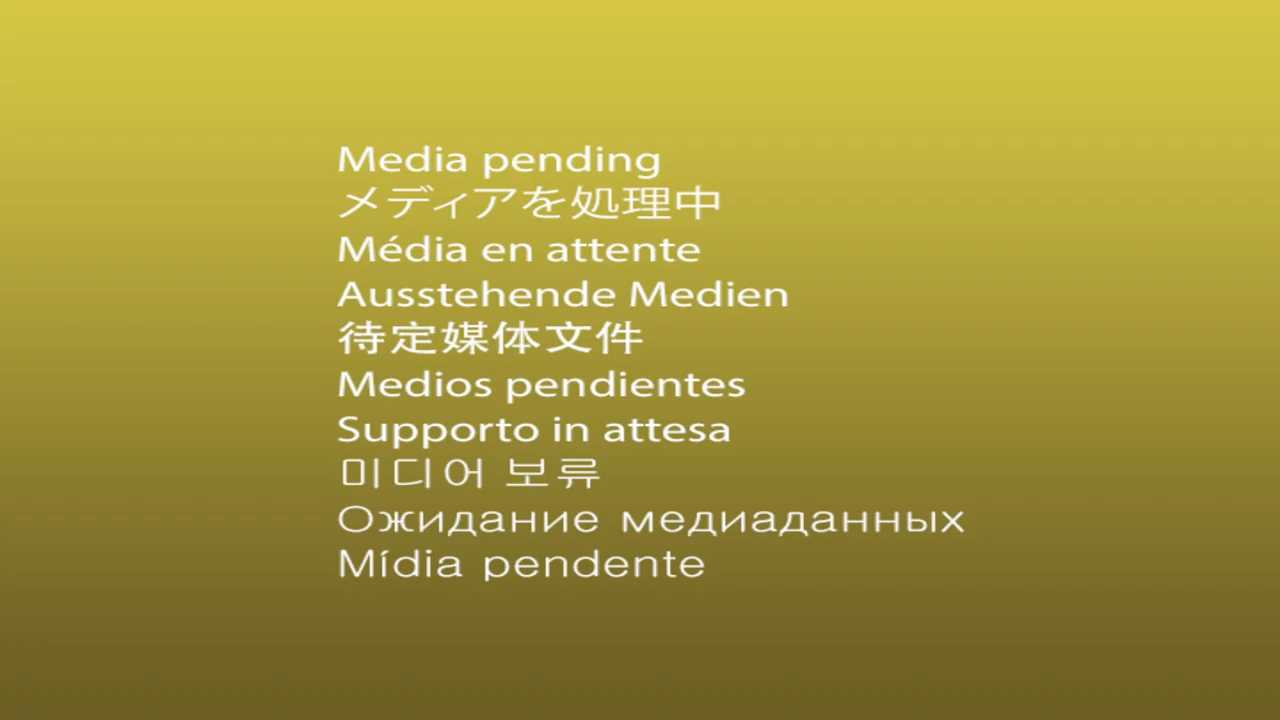 Media pending
メディアを処理中
Média en attente
Ausstehende Medien
待定媒体文件
Medios pendientes
Supporto in attesa
미디어 보류
Ожидание медиаданных
Mídia pendente